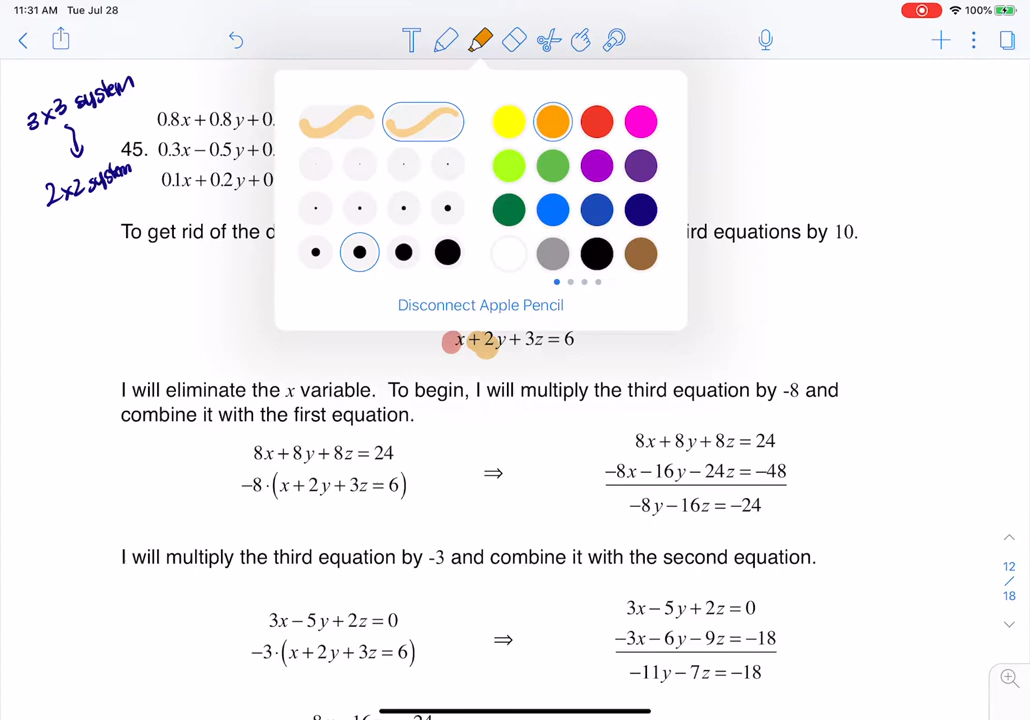 11:31 AM Tue Jul 28
100%
T
3x3 system
2x2 system
0.8x + 0.8y + 0.
45. 0.3x − 0.5y + 0.
0.1x + 0.2y + 0
To get rid of the d
ird equations by 10.
Disconnect Apple Pencil
x + 2y + 3z = 6
I will eliminate the x variable. To begin, I will multiply the third equation by -8 and
combine it with the first equation.
8x + 8y + 8z = 24
−8·(x + 2y + 3z = 6)
⇒
8x + 8y + 8z = 24
−8x − 16y − 24z = −48
−8y − 16z = −24
I will multiply the third equation by -3 and combine it with the second equation.
3x − 5y + 2z = 0
−3·(x + 2y + 3z = 6)
⇒
3x − 5y + 2z = 0
−3x − 6y − 9z = −18
−11y − 7z = −18
12
/
18